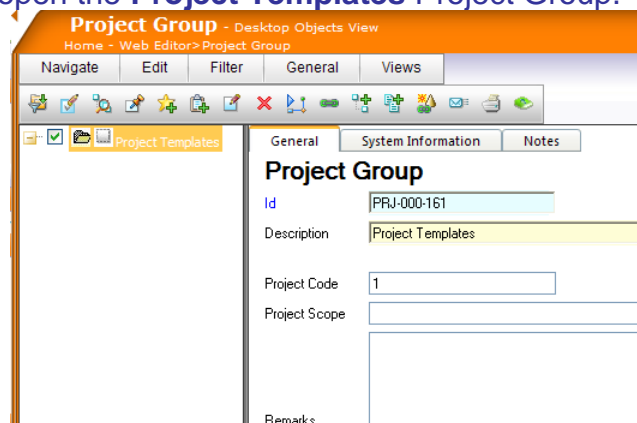 open the Project Templates Project Group.
Project Group - Desktop Objects View
Home - Web Editor>Project Group
Navigate Edit Filter General Views
Project Templates
General System Information Notes
Project Group
Id PRJ-000-161
Description Project Templates
Project Code 1
Project Scope
Remarks